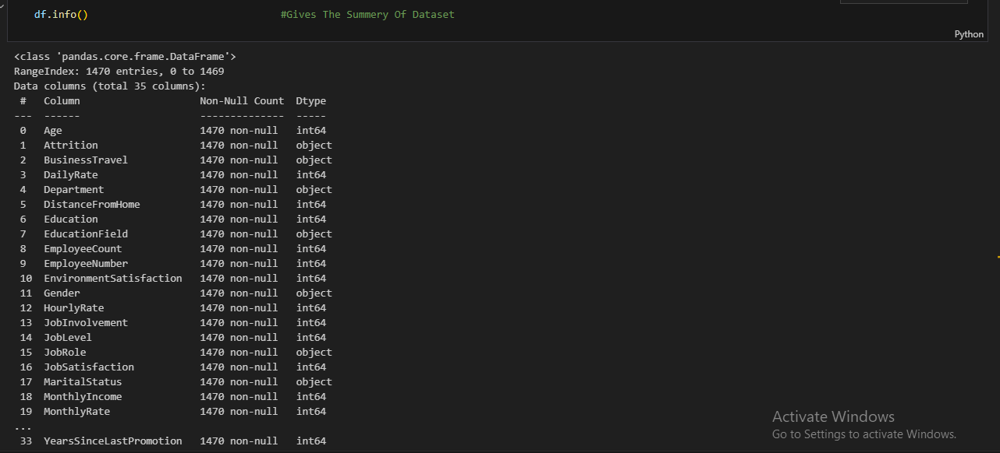 df.info() #Gives The Summery Of Dataset
Python
<class 'pandas.core.frame.DataFrame'>
RangeIndex: 1470 entries, 0 to 1469
Data columns (total 35 columns):
 #   Column                    Non-Null Count  Dtype
---  ------                    --------------  -----
 0   Age                       1470 non-null   int64
 1   Attrition                 1470 non-null   object
 2   BusinessTravel            1470 non-null   object
 3   DailyRate                 1470 non-null   int64
 4   Department                1470 non-null   object
 5   DistanceFromHome          1470 non-null   int64
 6   Education                 1470 non-null   int64
 7   EducationField            1470 non-null   object
 8   EmployeeCount             1470 non-null   int64
 9   EmployeeNumber            1470 non-null   int64
 10  EnvironmentSatisfaction   1470 non-null   int64
 11  Gender                    1470 non-null   object
 12  HourlyRate                1470 non-null   int64
 13  JobInvolvement            1470 non-null   int64
 14  JobLevel                  1470 non-null   int64
 15  JobRole                   1470 non-null   object
 16  JobSatisfaction           1470 non-null   int64
 17  MaritalStatus             1470 non-null   object
 18  MonthlyIncome             1470 non-null   int64
 19  MonthlyRate               1470 non-null   int64
...
 33  YearsSinceLastPromotion   1470 non-null   int64
Activate Windows
Go to Settings to activate Windows.